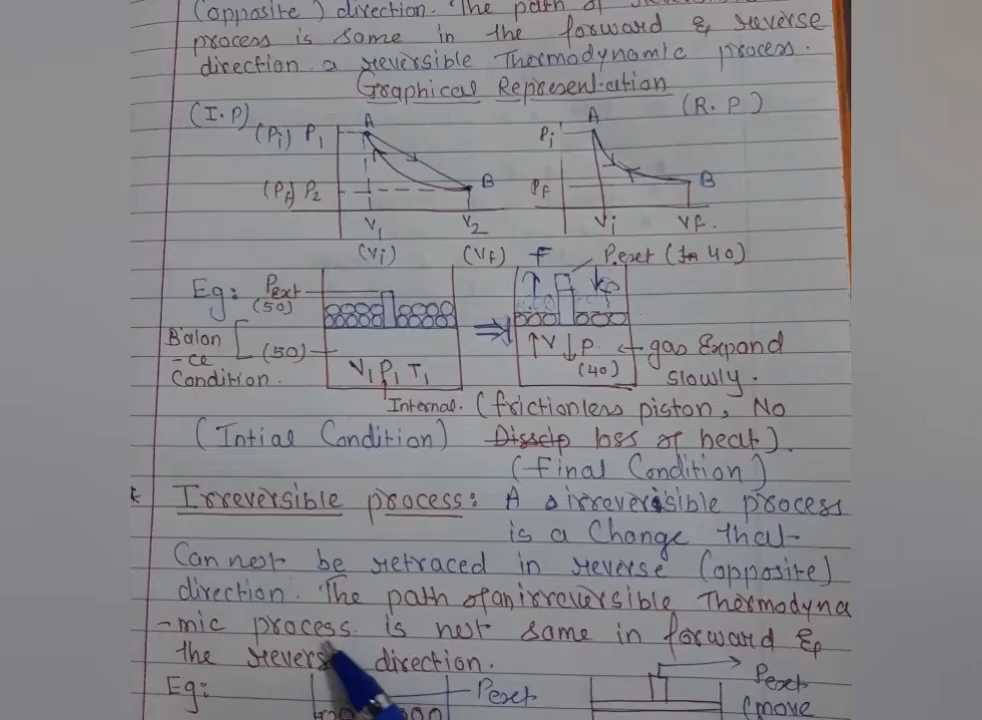 (opposite) direction. The path of
process is same in the forward & reverse
direction a reversible Thermodynamic process.
Graphical Representation
(I.P) (R.P)
(Pi) P1 A
(Pf) P2 B
V1 V2
(Vi) (Vf)
Pi A
Pf B
Vi Vf.
Eg: Pext
(50)
Balan
-ce
Condition.
(50)
V1 P1 T1
Internal.
(Intial Condition)
Pext (In 40)
↑V ↓P. ← gas Expand
(40) slowly.
(frictionless piston, No
loss of heat).
(Final Condition)
Irreversible process: A irreversible process
is a Change that
Can not be retraced in reverse (opposite)
direction. The path of an irreversible Thermodyna
-mic process is not same in forward &
the revers direction.
Eg: Pext
Pext
(move